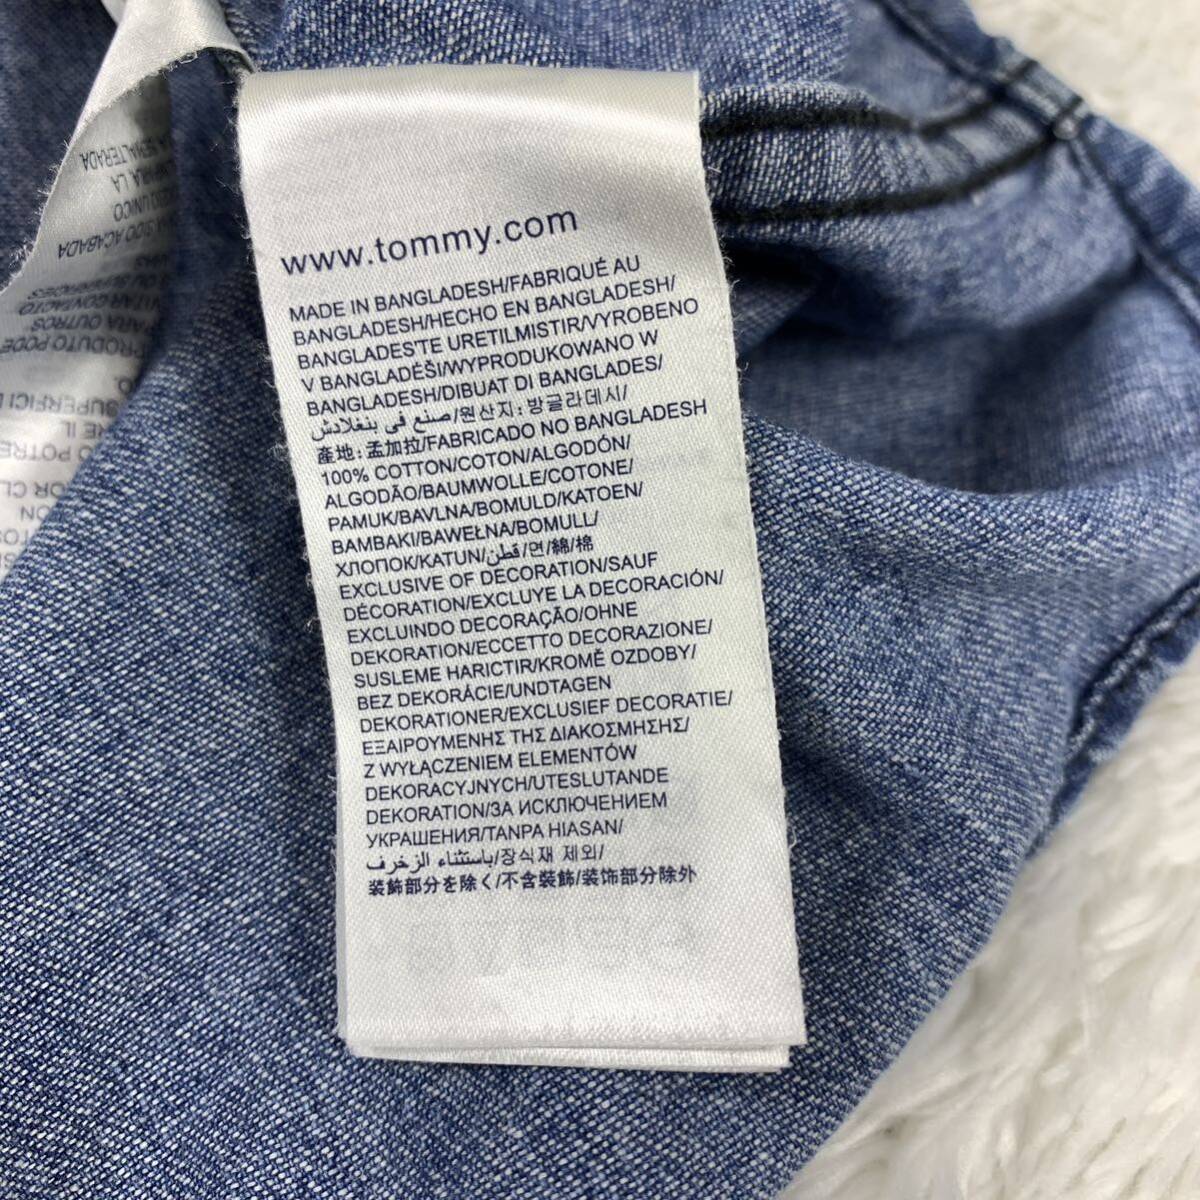 www.tommy.com
MADE IN BANGLADESH/FABRIQUÉ AU
BANGLADESH/HECHO EN BANGLADESH/
BANGLADEŞ'TE URETILMISTIR/VYROBENO
V BANGLADÉŠI/WYPRODUKOWANO W
BANGLADESH/DIBUAT DI BANGLADES/
صنع فى بنغلادش/원산지: 방글라데시/
產地: 孟加拉/FABRICADO NO BANGLADESH
100% COTTON/COTON/ALGODÓN/
ALGODÃO/BAUMWOLLE/COTONE/
PAMUK/BAVLNA/BOMULD/KATOEN/
BAMBAKI/BAWEŁNA/BOMULL/
ХЛОПОК/KATUN/قطن/면/綿/棉
EXCLUSIVE OF DECORATION/SAUF
DÉCORATION/EXCLUYE LA DECORACIÓN/
EXCLUINDO DECORAÇÃO/OHNE
DEKORATION/ECCETTO DECORAZIONE/
SUSLEME HARICTIR/KROMĚ OZDOBY/
BEZ DEKORÁCIE/UNDTAGEN
DEKORATIONER/EXCLUSIEF DECORATIE/
ΕΞΑΙΡΟΥΜΕΝΗΣ ΤΗΣ ΔΙΑΚΟΣΜΗΣΗΣ/
Z WYŁĄCZENIEM ELEMENTÓW
DEKORACYJNYCH/UTESLUTANDE
DEKORATION/ЗА ИСКЛЮЧЕНИЕМ
УКРАШЕНИЯ/TANPA HIASAN/
باستثناء الزخرف/장식재 제외/
装飾部分を除く/不含裝飾/装饰部分除外